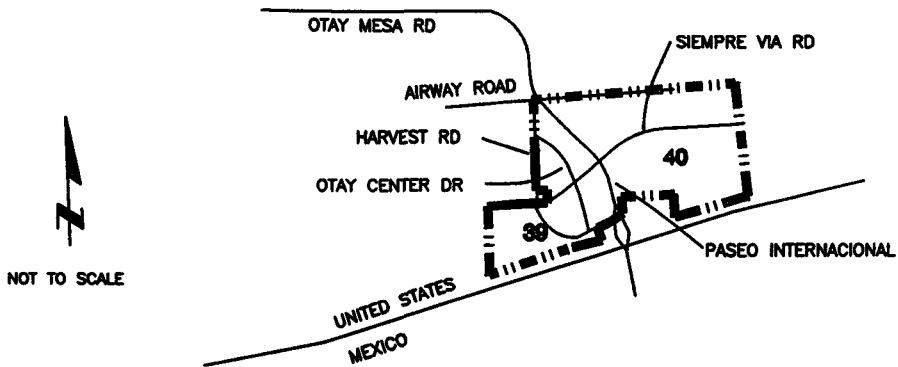 OTAY MESA RD
SIEMPRE VIA RD
AIRWAY ROAD
HARVEST RD
40
OTAY CENTER DR
39
PASEO INTERNACIONAL
NOT TO SCALE
UNITED STATES
MEXICO